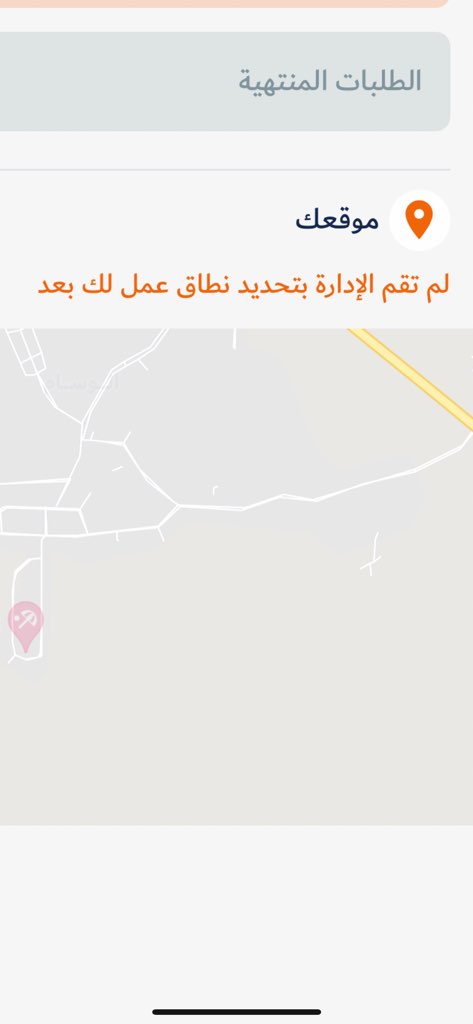 الطلبات المنتهية
موقعك
لم تقم الإدارة بتحديد نطاق عمل لك بعد